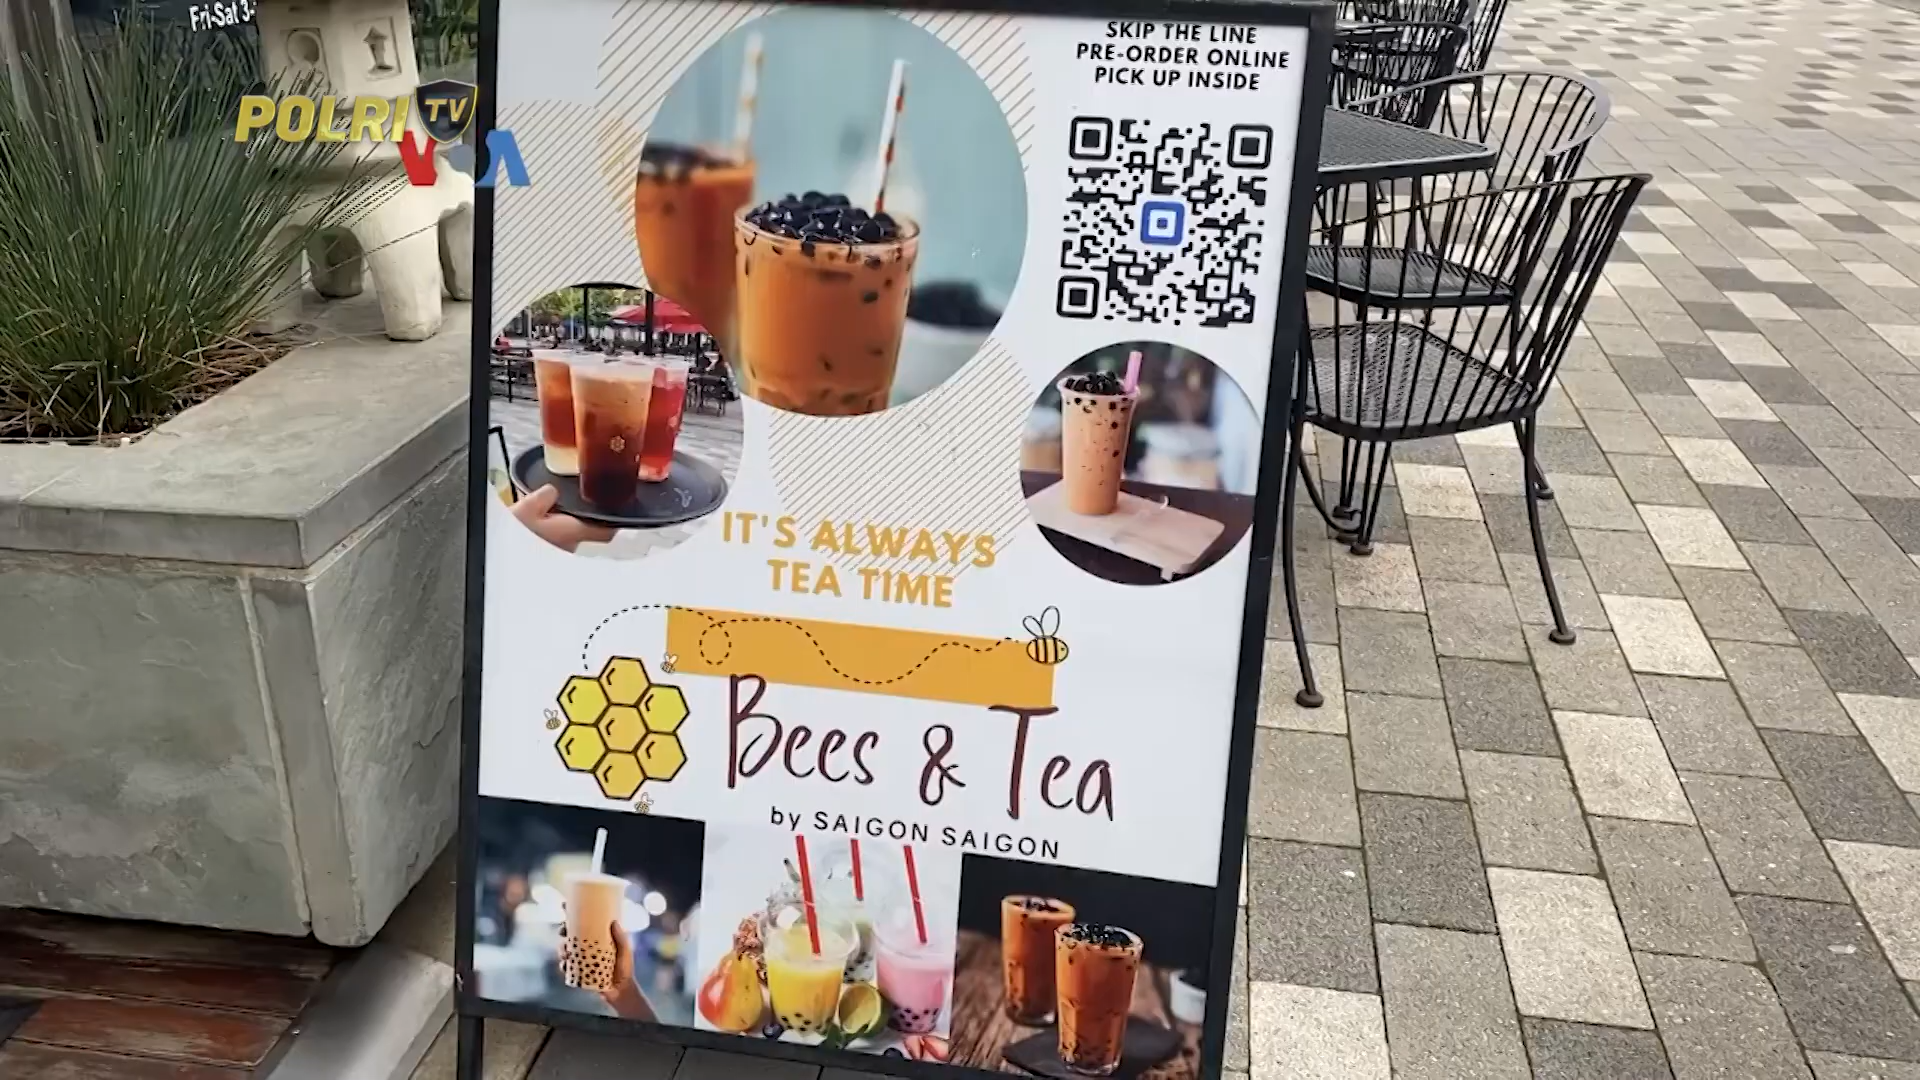 Fri-Sat 3-
POLRI TV
VOA
SKIP THE LINE
PRE-ORDER ONLINE
PICK UP INSIDE
IT'S ALWAYS
TEA TIME
Bees & Tea
by SAIGON SAIGON